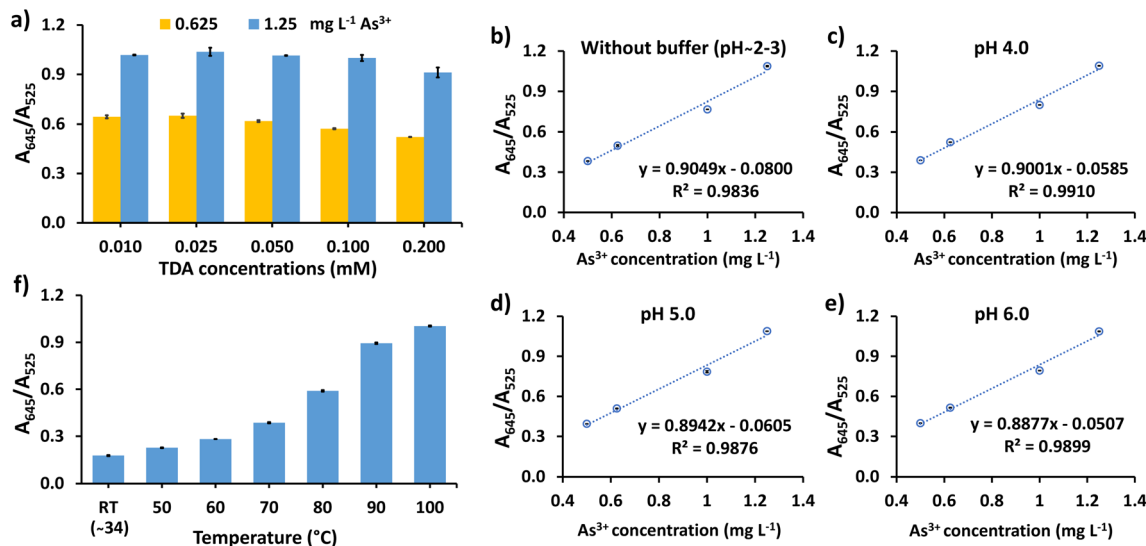 a)
0.625 1.25 mg L⁻¹ As³⁺
A₆₄₅/A₅₂₅
1.2
0.9
0.6
0.3
0.0
0.010 0.025 0.050 0.100 0.200
TDA concentrations (mM)
b)
Without buffer (pH~2-3)
A₆₄₅/A₅₂₅
1.2
0.9
0.6
0.3
0.0
y = 0.9049x - 0.0800
R² = 0.9836
0.4 0.6 0.8 1 1.2 1.4
As³⁺ concentration (mg L⁻¹)
c)
pH 4.0
A₆₄₅/A₅₂₅
1.2
0.9
0.6
0.3
0.0
y = 0.9001x - 0.0585
R² = 0.9910
0.4 0.6 0.8 1 1.2 1.4
As³⁺ concentration (mg L⁻¹)
d)
pH 5.0
A₆₄₅/A₅₂₅
1.2
0.9
0.6
0.3
0.0
y = 0.8942x - 0.0605
R² = 0.9876
0.4 0.6 0.8 1 1.2 1.4
As³⁺ concentration (mg L⁻¹)
e)
pH 6.0
A₆₄₅/A₅₂₅
1.2
0.9
0.6
0.3
0.0
y = 0.8877x - 0.0507
R² = 0.9899
0.4 0.6 0.8 1 1.2 1.4
As³⁺ concentration (mg L⁻¹)
f)
A₆₄₅/A₅₂₅
1.2
0.9
0.6
0.3
0.0
RT 50 60 70 80 90 100
(~34)
Temperature (°C)